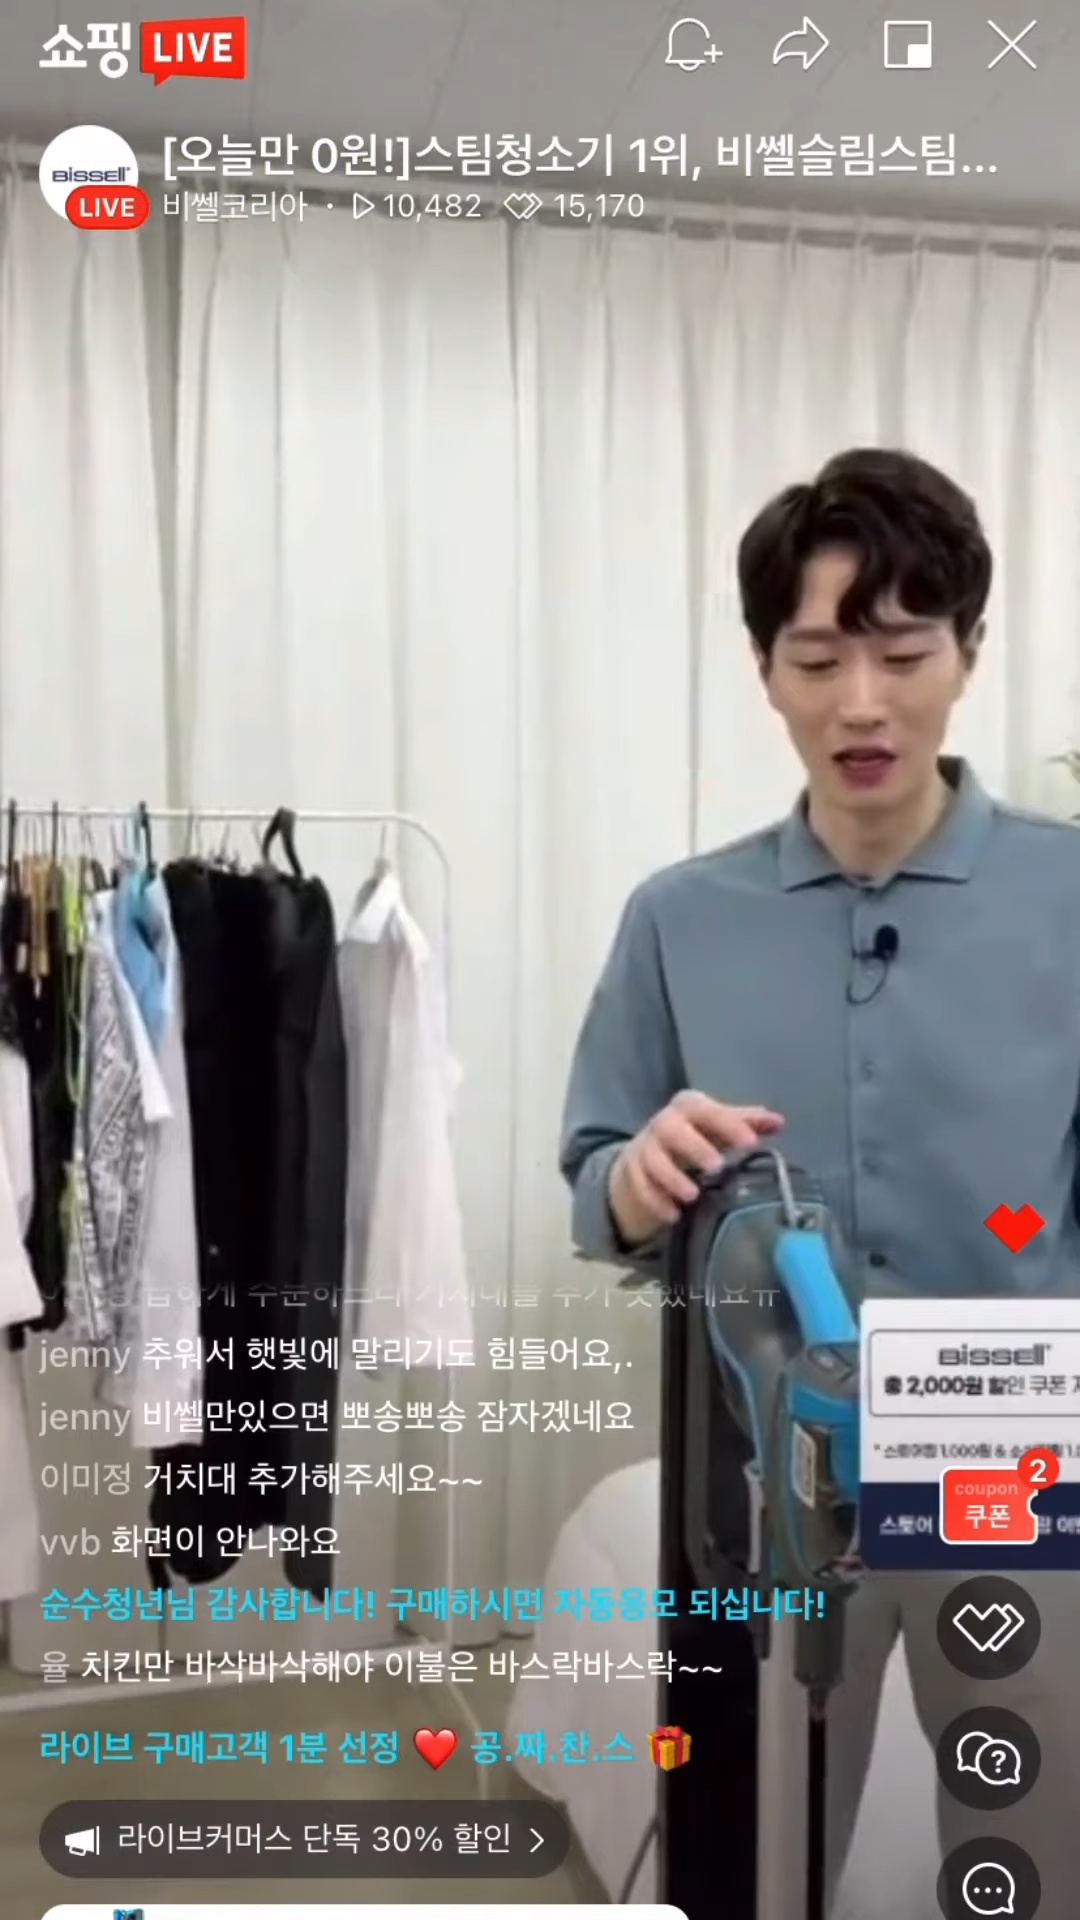 쇼핑 LIVE
[오늘만 0원!]스팀청소기 1위, 비쎌슬림스팀...
BISSELL
LIVE
비쎌코리아 · 10,482 15,170
jenny 추워서 햇빛에 말리기도 힘들어요,.
jenny 비쎌만있으면 뽀송뽀송 잠자겠네요
이미정 거치대 추가해주세요~~
vvb 화면이 안나와요
순수청년님 감사합니다! 구매하시면 자동응모 되십니다!
율 치킨만 바삭바삭해야 이불은 바스락바스락~~
라이브 구매고객 1분 선정 ❤️ 공.짜.찬.스 🎁
라이브커머스 단독 30% 할인 >
BISSELL
총 2,000원 할인 쿠폰
2
coupon
쿠폰
스토어